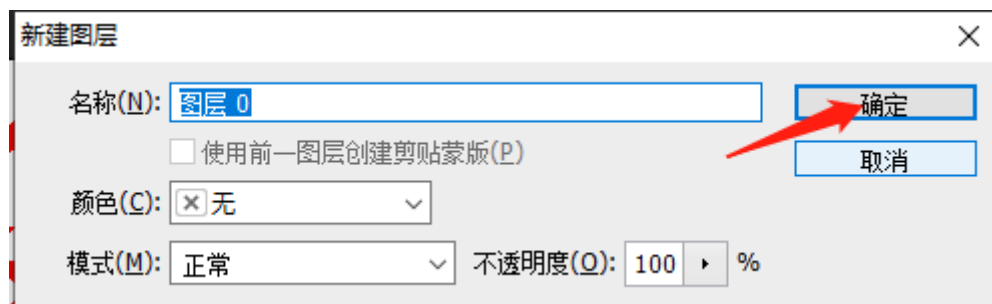 新建图层
名称(N): 图层 0 确定
使用前一图层创建剪贴蒙版(P) 取消
颜色(C): 无
模式(M): 正常 不透明度(O): 100 %